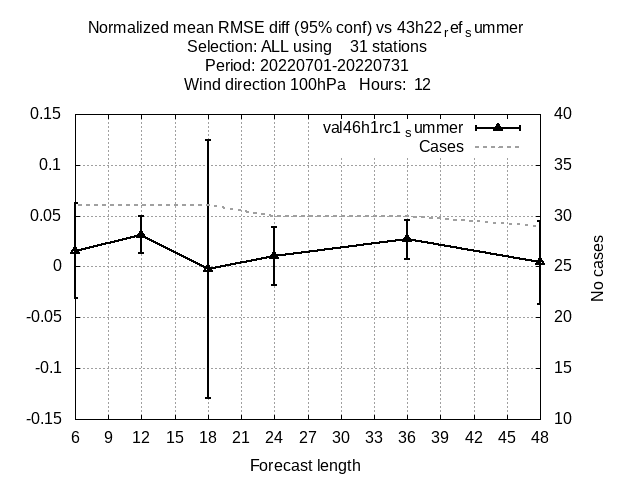 Normalized mean RMSE diff (95% conf) vs 43h22refsummer
Selection: ALL using 31 stations
Period: 20220701-20220731
Wind direction 100hPa Hours: 12
val46h1rc1summer
Cases
0.15
0.1
0.05
0
-0.05
-0.1
-0.15
40
35
30
25
20
15
10
No cases
6 9 12 15 18 21 24 27 30 33 36 39 42 45 48
Forecast length